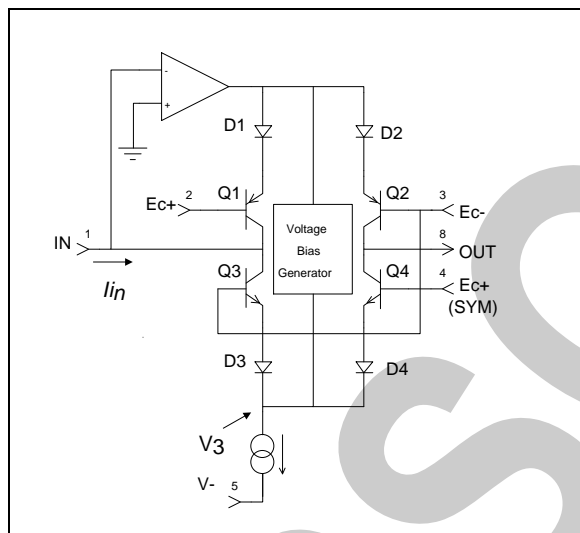 -
+
D1
D2
Q1
Q2
2
Ec+
3
Ec-
1
IN
Voltage
Bias
Generator
8
OUT
Iin
Q3
Q4
4
Ec+
(SYM)
D3
D4
V3
V-
5